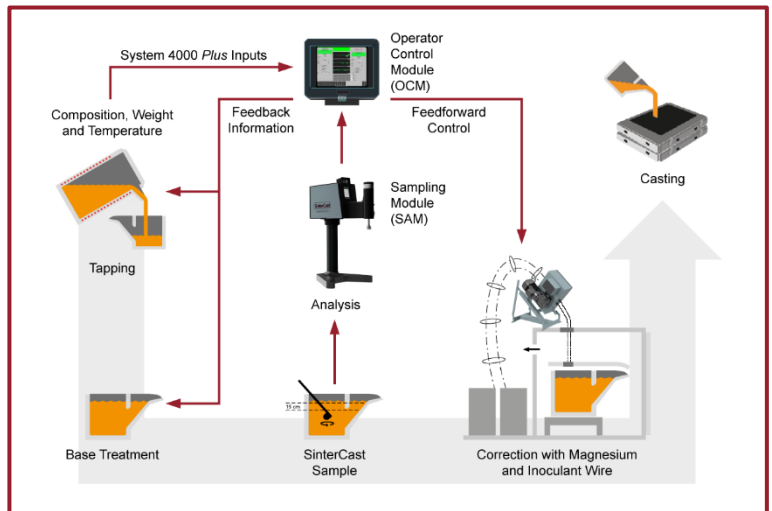 System 4000 Plus Inputs
Operator
Control
Module
(OCM)
Composition, Weight
and Temperature
Feedback
Information
Feedforward
Control
Casting
Sampling
Module
(SAM)
SinterCast
Tapping
Analysis
15 cm
Base Treatment
SinterCast
Sample
Correction with Magnesium
and Inoculant Wire